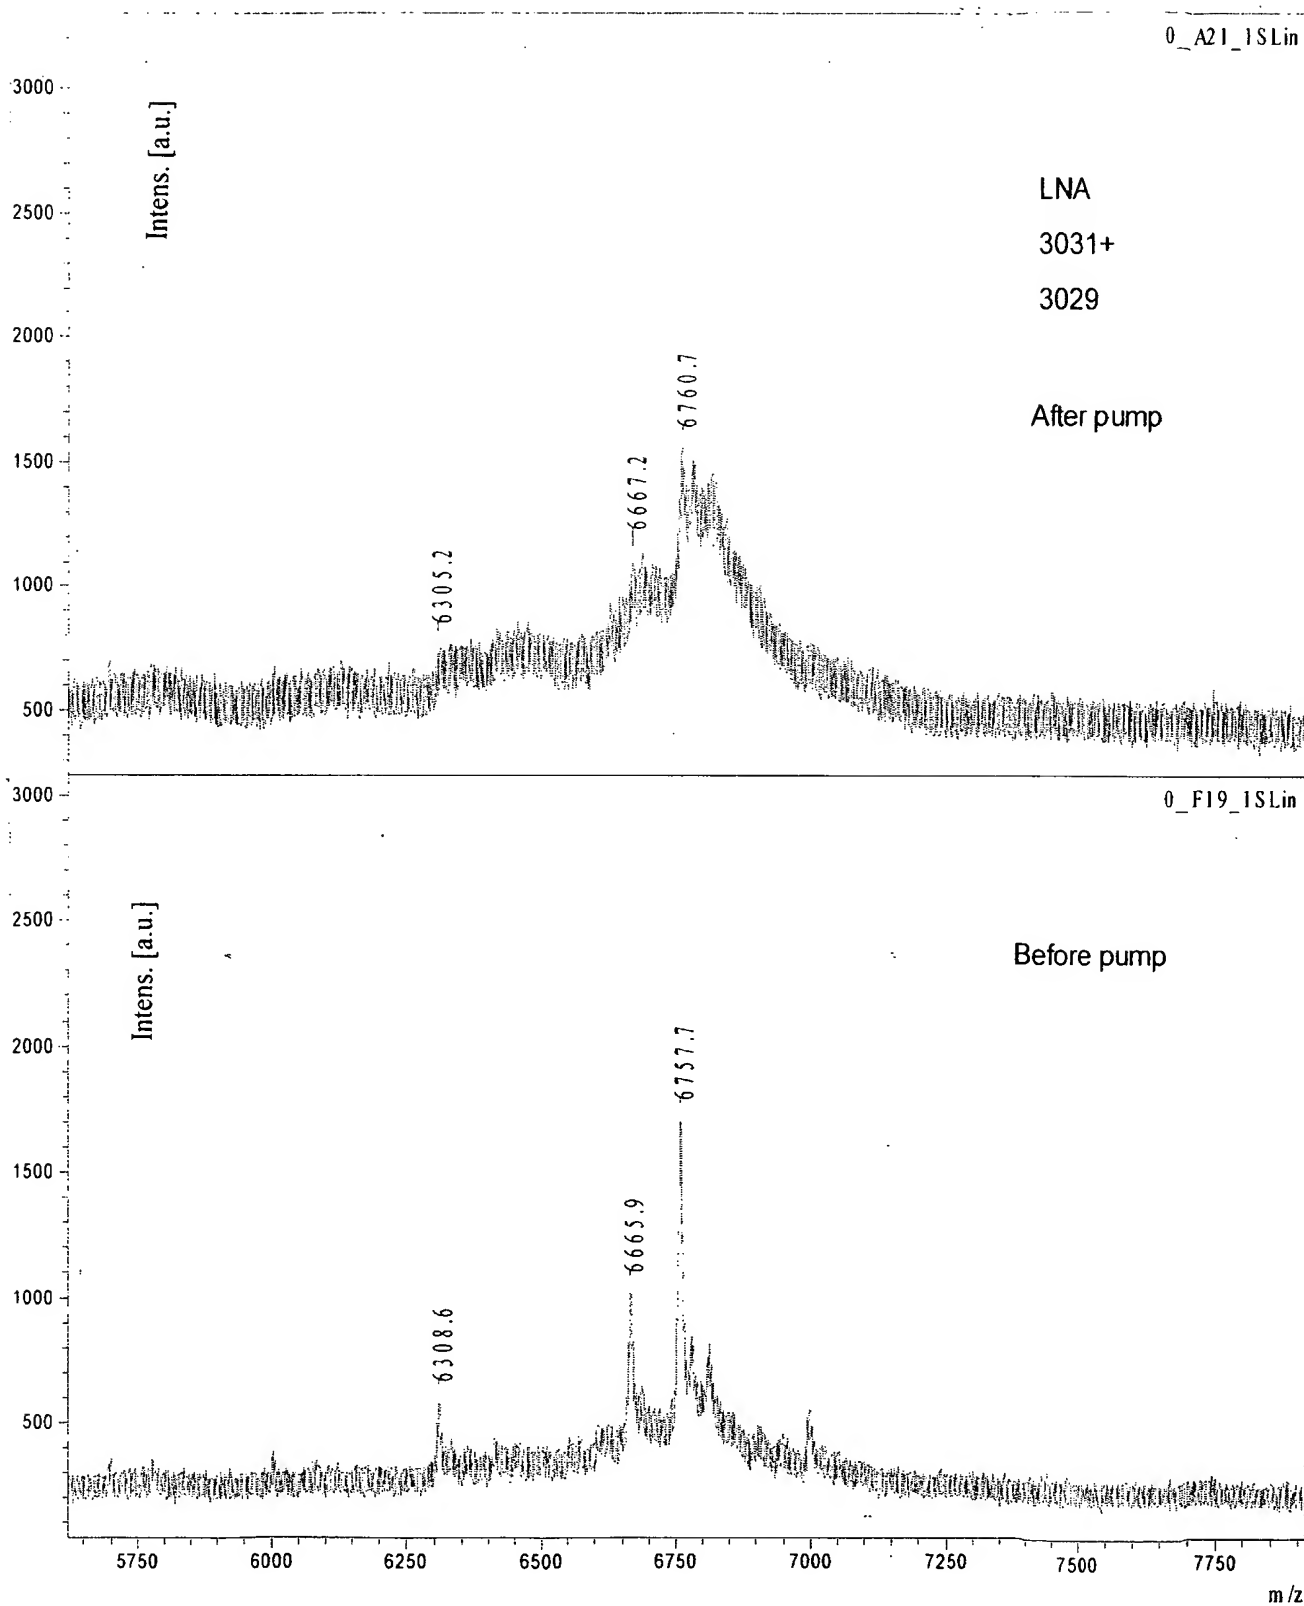 0_A21_1SLin
3000
Intens. [a.u.]
LNA
2500
3031+
3029
2000
6760.7
After pump
1500
6667.2
6305.2
1000
500
3000
0_F19_1SLin
2500
Intens. [a.u.]
Before pump
2000
6757.7
1500
6665.9
1000
6308.6
500
5750 6000 6250 6500 6750 7000 7250 7500 7750
m/z